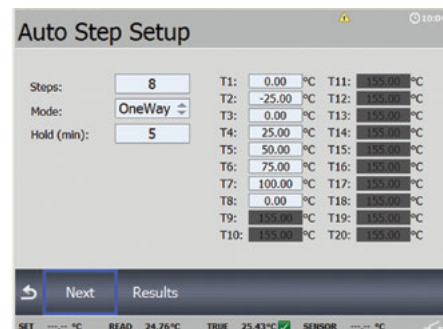 10:0
Auto Step Setup
Steps: 8
Mode: OneWay
Hold (min): 5
T1: 0.00 °C T11: 155.00 °C
T2: -25.00 °C T12: 155.00 °C
T3: 0.00 °C T13: 155.00 °C
T4: 25.00 °C T14: 155.00 °C
T5: 50.00 °C T15: 155.00 °C
T6: 75.00 °C T16: 155.00 °C
T7: 100.00 °C T17: 155.00 °C
T8: 0.00 °C T18: 155.00 °C
T9: 155.00 °C T19: 155.00 °C
T10: 155.00 °C T20: 155.00 °C
Next Results
SET ---.-- °C READ 24.76°C TRUE 25.43°C SENSOR ---.-- °C